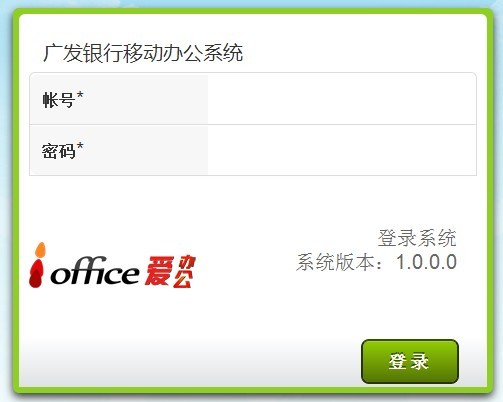 广发银行移动办公系统
帐号*
密码*
登录系统
ioffice 爱办公
系统版本：1.0.0.0
登录